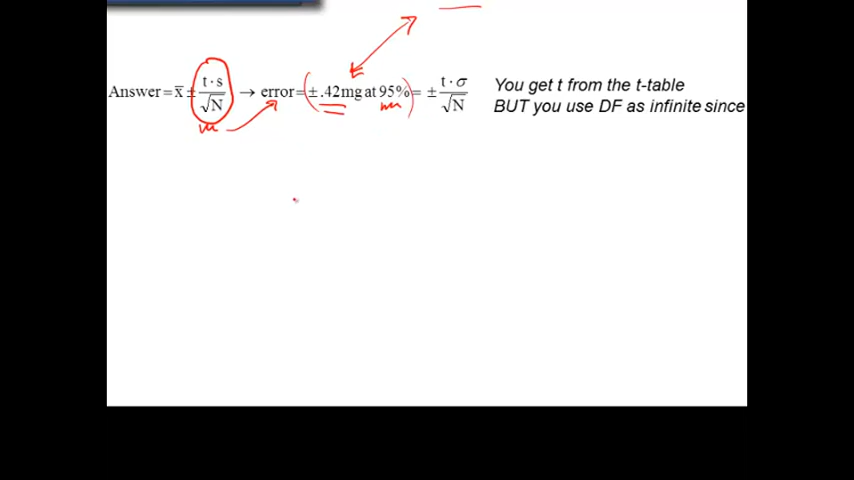 Answer = x̄ ± t · s / √N → error = (± .42mg at 95%) = ± t · σ / √N
You get t from the t-table
BUT you use DF as infinite since